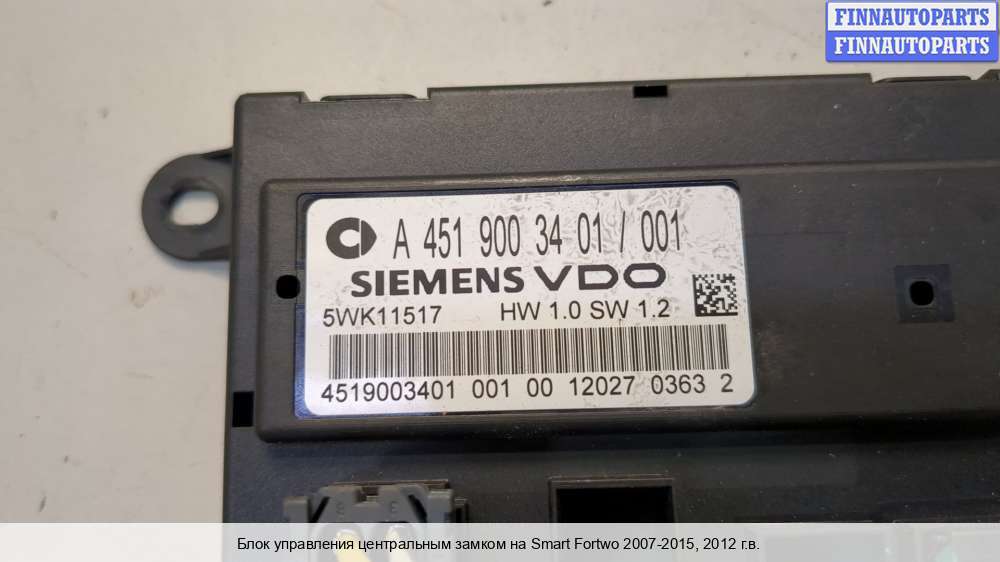 FINNAUTOPARTS
FINNAUTOPARTS
A 451 900 34 01 / 001
SIEMENS VDO
5WK11517 HW 1.0 SW 1.2
4519003401 001 00 12027 0363 2
Блок управления центральным замком на Smart Fortwo 2007-2015, 2012 г.в.